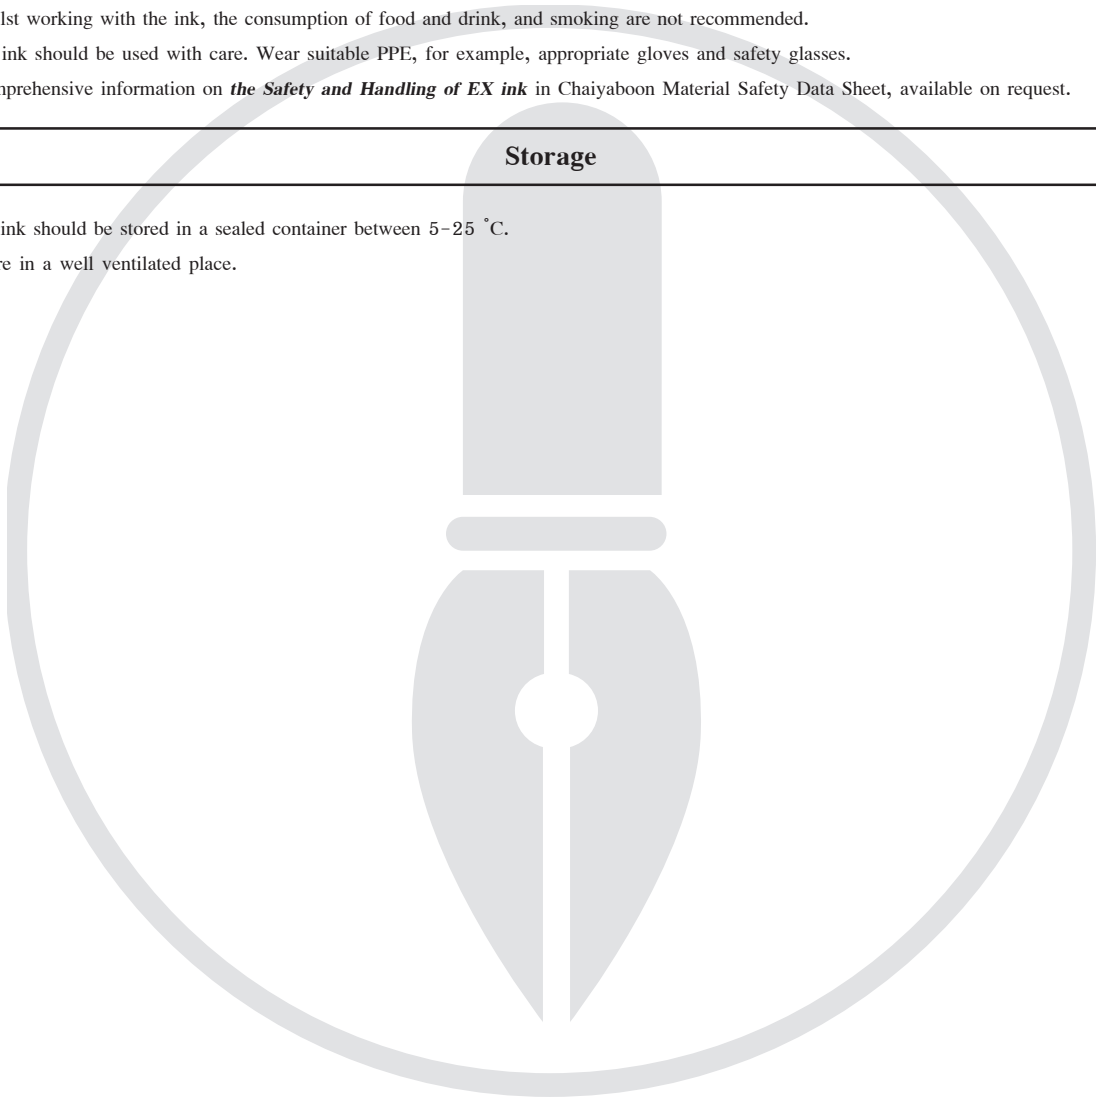 lst working with the ink, the consumption of food and drink, and smoking are not recommended.
ink should be used with care. Wear suitable PPE, for example, appropriate gloves and safety glasses.
nprehensive information on the Safety and Handling of EX ink in Chaiyaboon Material Safety Data Sheet, available on request.
Storage
ink should be stored in a sealed container between 5-25 °C.
re in a well ventilated place.